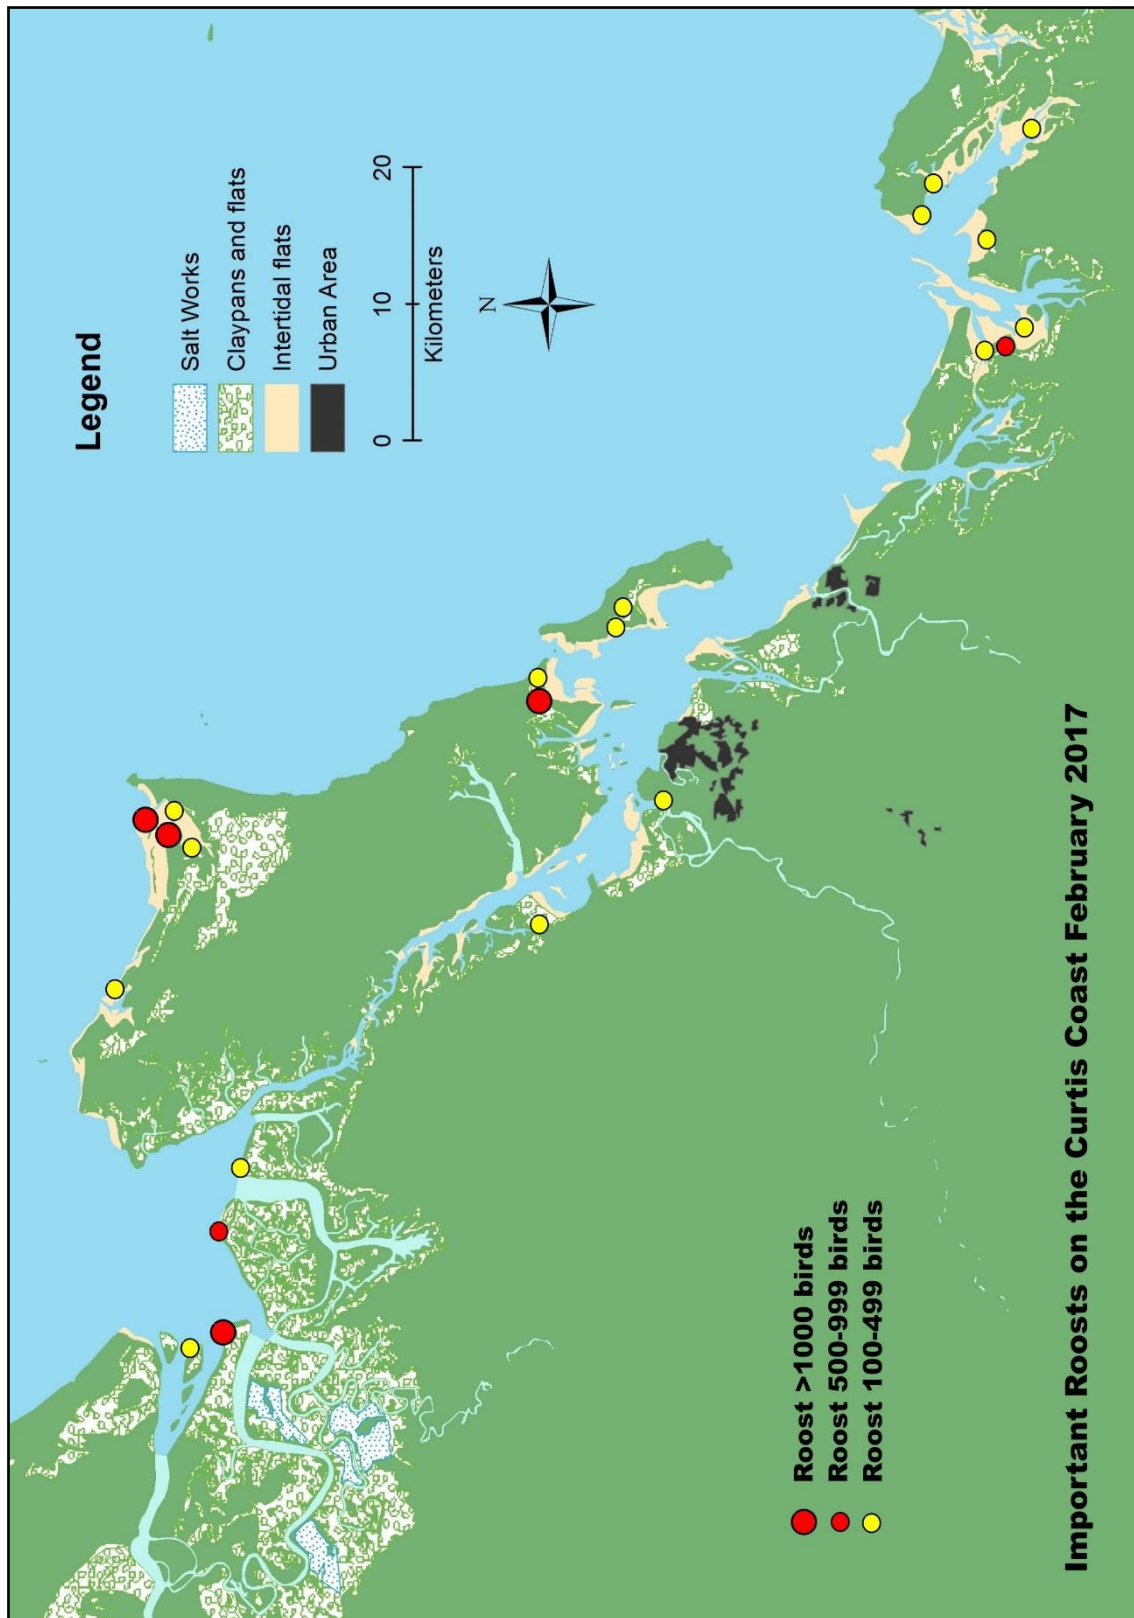 Legend
Salt Works
Claypans and flats
Intertidal flats
Urban Area
0 10 20
Kilometers
N
Roost >1000 birds
Roost 500-999 birds
Roost 100-499 birds
Important Roosts on the Curtis Coast February 2017